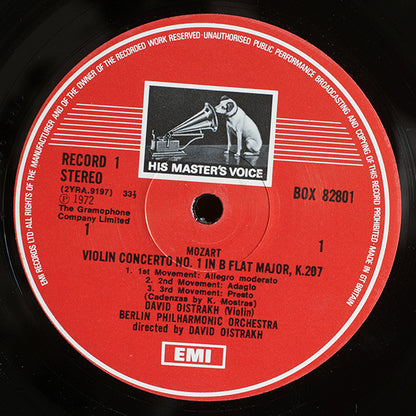 EMI RECORDS LTD·ALL RIGHTS OF THE MANUFACTURER AND OF THE OWNER OF THE RECORDED WORK RESERVED·UNAUTHORISED PUBLIC PERFORMANCE BROADCASTING AND COPYING OF THIS RECORD PROHIBITED·MADE IN GT BRITAIN
HIS MASTER'S VOICE
RECORD 1
STEREO
(2YRA.9197) 33⅓
Ⓟ 1972
The Gramophone
Company Limited
1
BOX 82801
1
MOZART
VIOLIN CONCERTO NO. 1 IN B FLAT MAJOR, K.207
1. 1st Movement: Allegro moderato
2. 2nd Movement: Adagio
3. 3rd Movement: Presto
(Cadenzas by K. Mostras)
DAVID OISTRAKH (Violin)
BERLIN PHILHARMONIC ORCHESTRA
directed by DAVID OISTRAKH
EMI